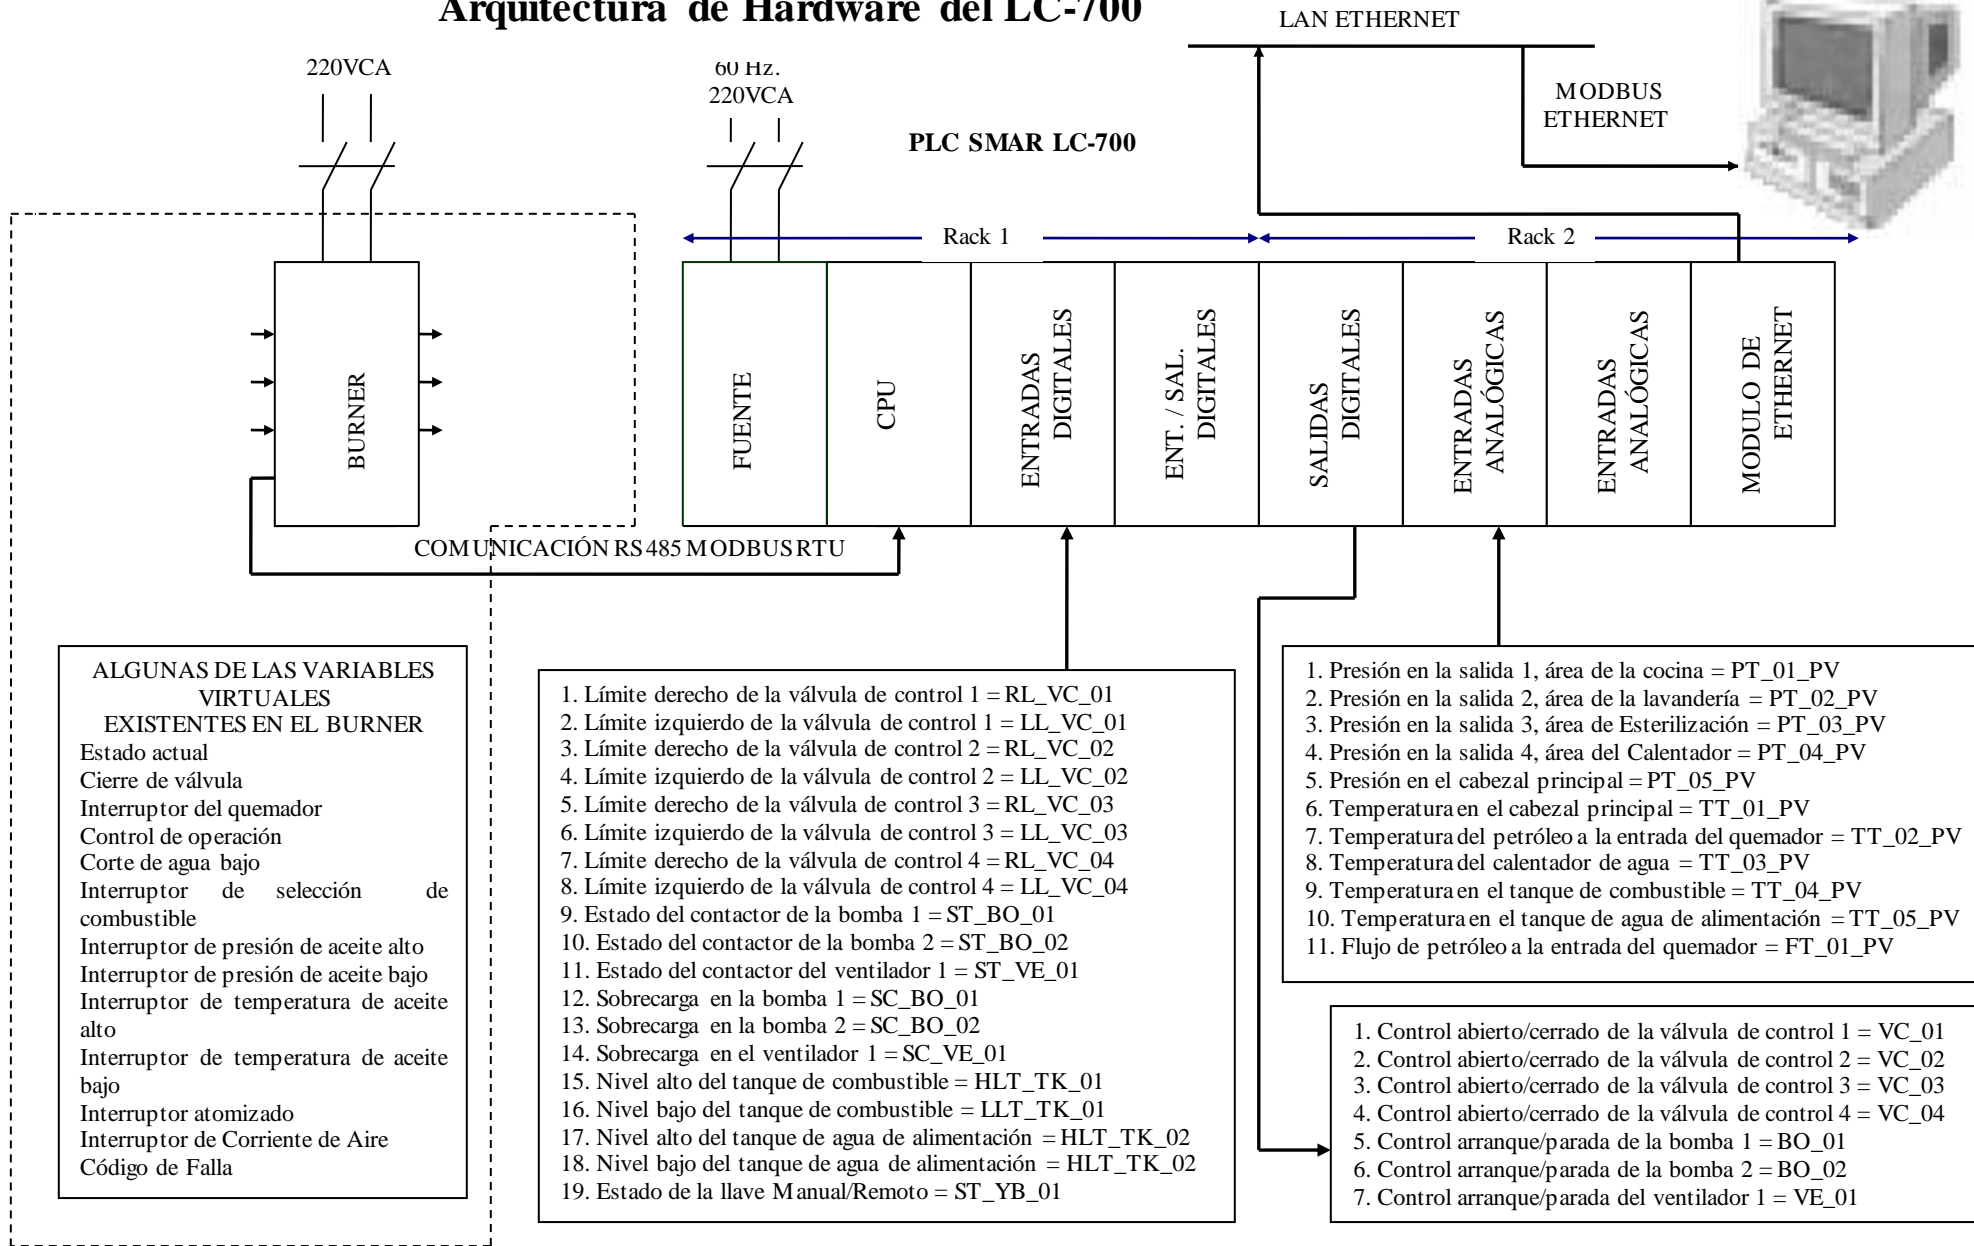 Arquitectura de Hardware del LC-700
LAN ETHERNET
220VCA
60 Hz.
220VCA
MODBUS
ETHERNET
PLC SMAR LC-700
Rack 1
Rack 2
BURNER
FUENTE
CPU
ENTRADAS
DIGITALES
ENT. / SAL.
DIGITALES
SALIDAS
DIGITALES
ENTRADAS
ANALÓGICAS
ENTRADAS
ANALÓGICAS
MODULO DE
ETHERNET
COMUNICACIÓN RS485 MODBUS RTU
ALGUNAS DE LAS VARIABLES
VIRTUALES
EXISTENTES EN EL BURNER
Estado actual
Cierre de válvula
Interruptor del quemador
Control de operación
Corte de agua bajo
Interruptor de selección de
combustible
Interruptor de presión de aceite alto
Interruptor de presión de aceite bajo
Interruptor de temperatura de aceite
alto
Interruptor de temperatura de aceite
bajo
Interruptor atomizado
Interruptor de Corriente de Aire
Código de Falla
1. Límite derecho de la válvula de control 1 = RL_VC_01
2. Límite izquierdo de la válvula de control 1 = LL_VC_01
3. Límite derecho de la válvula de control 2 = RL_VC_02
4. Límite izquierdo de la válvula de control 2 = LL_VC_02
5. Límite derecho de la válvula de control 3 = RL_VC_03
6. Límite izquierdo de la válvula de control 3 = LL_VC_03
7. Límite derecho de la válvula de control 4 = RL_VC_04
8. Límite izquierdo de la válvula de control 4 = LL_VC_04
9. Estado del contactor de la bomba 1 = ST_BO_01
10. Estado del contactor de la bomba 2 = ST_BO_02
11. Estado del contactor del ventilador 1 = ST_VE_01
12. Sobrecarga en la bomba 1 = SC_BO_01
13. Sobrecarga en la bomba 2 = SC_BO_02
14. Sobrecarga en el ventilador 1 = SC_VE_01
15. Nivel alto del tanque de combustible = HLT_TK_01
16. Nivel bajo del tanque de combustible = LLT_TK_01
17. Nivel alto del tanque de agua de alimentación = HLT_TK_02
18. Nivel bajo del tanque de agua de alimentación = HLT_TK_02
19. Estado de la llave Manual/Remoto = ST_YB_01
1. Presión en la salida 1, área de la cocina = PT_01_PV
2. Presión en la salida 2, área de la lavandería = PT_02_PV
3. Presión en la salida 3, área de Esterilización = PT_03_PV
4. Presión en la salida 4, área del Calentador = PT_04_PV
5. Presión en el cabezal principal = PT_05_PV
6. Temperatura en el cabezal principal = TT_01_PV
7. Temperatura del petróleo a la entrada del quemador = TT_02_PV
8. Temperatura del calentador de agua = TT_03_PV
9. Temperatura en el tanque de combustible = TT_04_PV
10. Temperatura en el tanque de agua de alimentación = TT_05_PV
11. Flujo de petróleo a la entrada del quemador = FT_01_PV
1. Control abierto/cerrado de la válvula de control 1 = VC_01
2. Control abierto/cerrado de la válvula de control 2 = VC_02
3. Control abierto/cerrado de la válvula de control 3 = VC_03
4. Control abierto/cerrado de la válvula de control 4 = VC_04
5. Control arranque/parada de la bomba 1 = BO_01
6. Control arranque/parada de la bomba 2 = BO_02
7. Control arranque/parada del ventilador 1 = VE_01